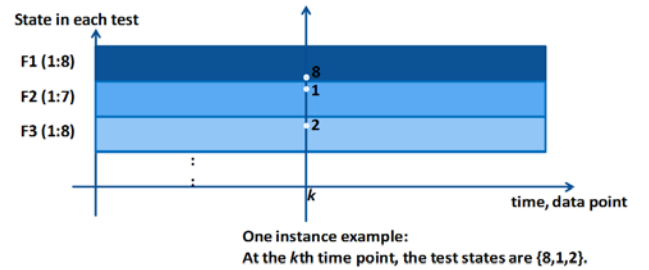 State in each test
F1 (1:8)
8
F2 (1:7)
1
F3 (1:8)
2
:
:
k
time, data point
One instance example:
At the kth time point, the test states are {8,1,2}.